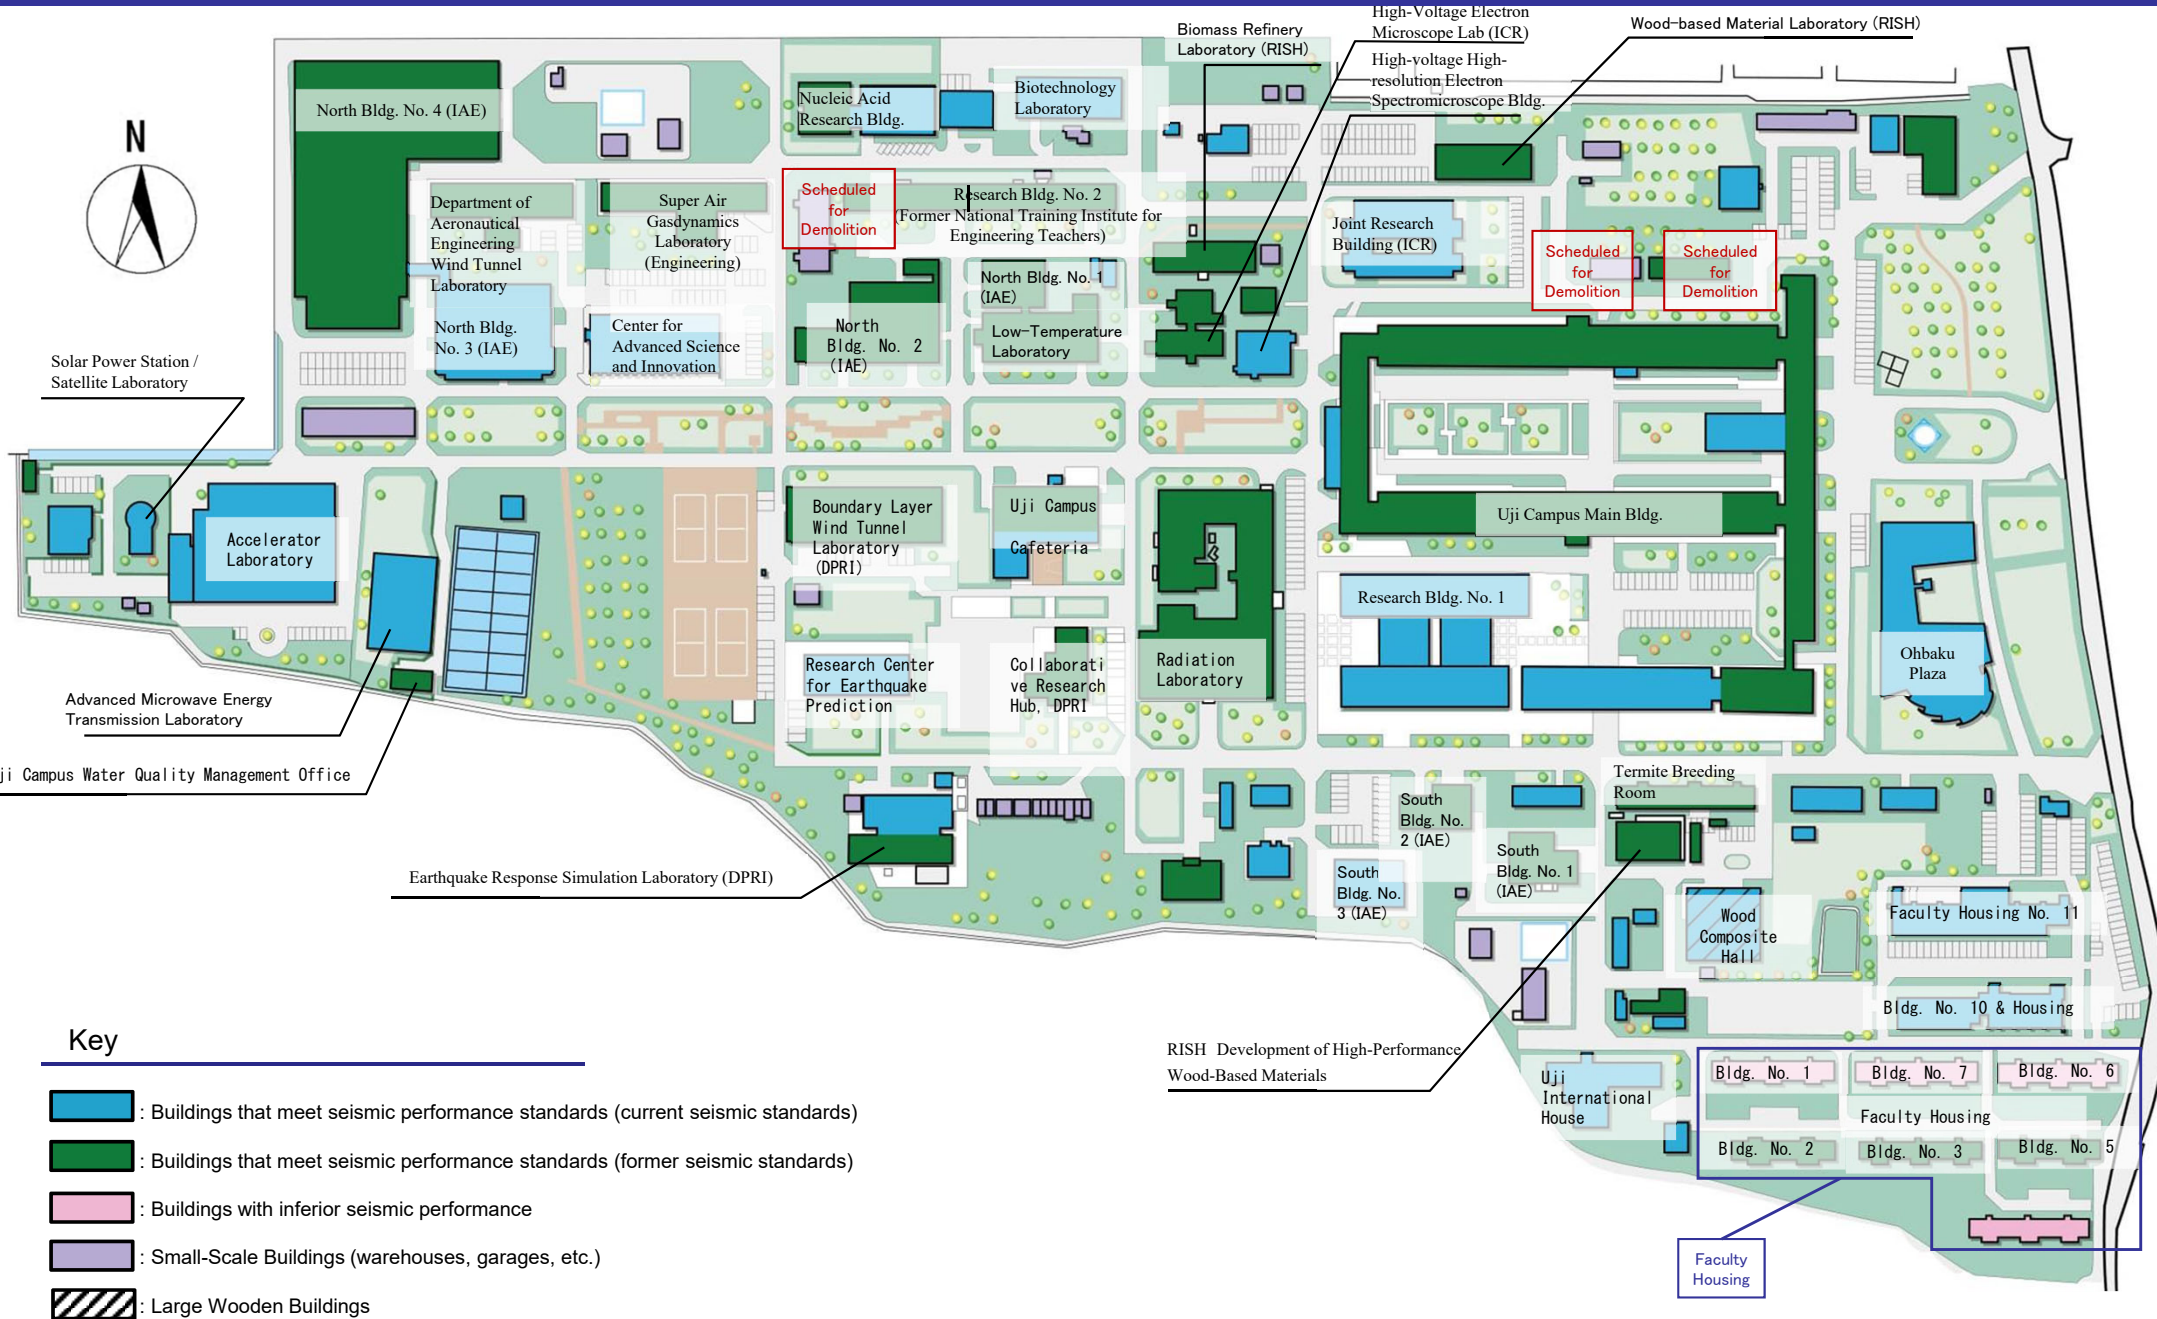 High-Voltage Electron
Microscope Lab (ICR)
Biomass Refinery
Laboratory (RISH)
Wood-based Material Laboratory (RISH)
High-voltage High-
resolution Electron
Spectromicroscope Bldg.
North Bldg. No. 4 (IAE)
Nucleic Acid
Research Bldg.
Biotechnology
Laboratory
N
Department of
Aeronautical
Engineering
Wind Tunnel
Laboratory
Super Air
Gasdynamics
Laboratory
(Engineering)
Scheduled
for
Demolition
Research Bldg. No. 2
(Former National Training Institute for
Engineering Teachers)
Joint Research
Building (ICR)
Scheduled
for
Demolition
Scheduled
for
Demolition
North Bldg. No. 1
(IAE)
North Bldg.
No. 3 (IAE)
Center for
Advanced Science
and Innovation
North
Bldg. No. 2
(IAE)
Low-Temperature
Laboratory
Solar Power Station /
Satellite Laboratory
Accelerator
Laboratory
Boundary Layer
Wind Tunnel
Laboratory
(DPRI)
Uji Campus
Cafeteria
Uji Campus Main Bldg.
Research Bldg. No. 1
Research Center
for Earthquake
Prediction
Collaborati
ve Research
Hub, DPRI
Radiation
Laboratory
Ohbaku
Plaza
Advanced Microwave Energy
Transmission Laboratory
ji Campus Water Quality Management Office
Termite Breeding
Room
South
Bldg. No.
2 (IAE)
South
Bldg. No. 1
(IAE)
South
Bldg. No.
3 (IAE)
Earthquake Response Simulation Laboratory (DPRI)
Wood
Composite
Hall
Faculty Housing No. 11
Bldg. No. 10 & Housing
RISH Development of High-Performance
Wood-Based Materials
Uji
International
House
Bldg. No. 1
Bldg. No. 7
Bldg. No. 6
Faculty Housing
Bldg. No. 2
Bldg. No. 3
Bldg. No. 5
Faculty
Housing
Key
: Buildings that meet seismic performance standards (current seismic standards)
: Buildings that meet seismic performance standards (former seismic standards)
: Buildings with inferior seismic performance
: Small-Scale Buildings (warehouses, garages, etc.)
: Large Wooden Buildings